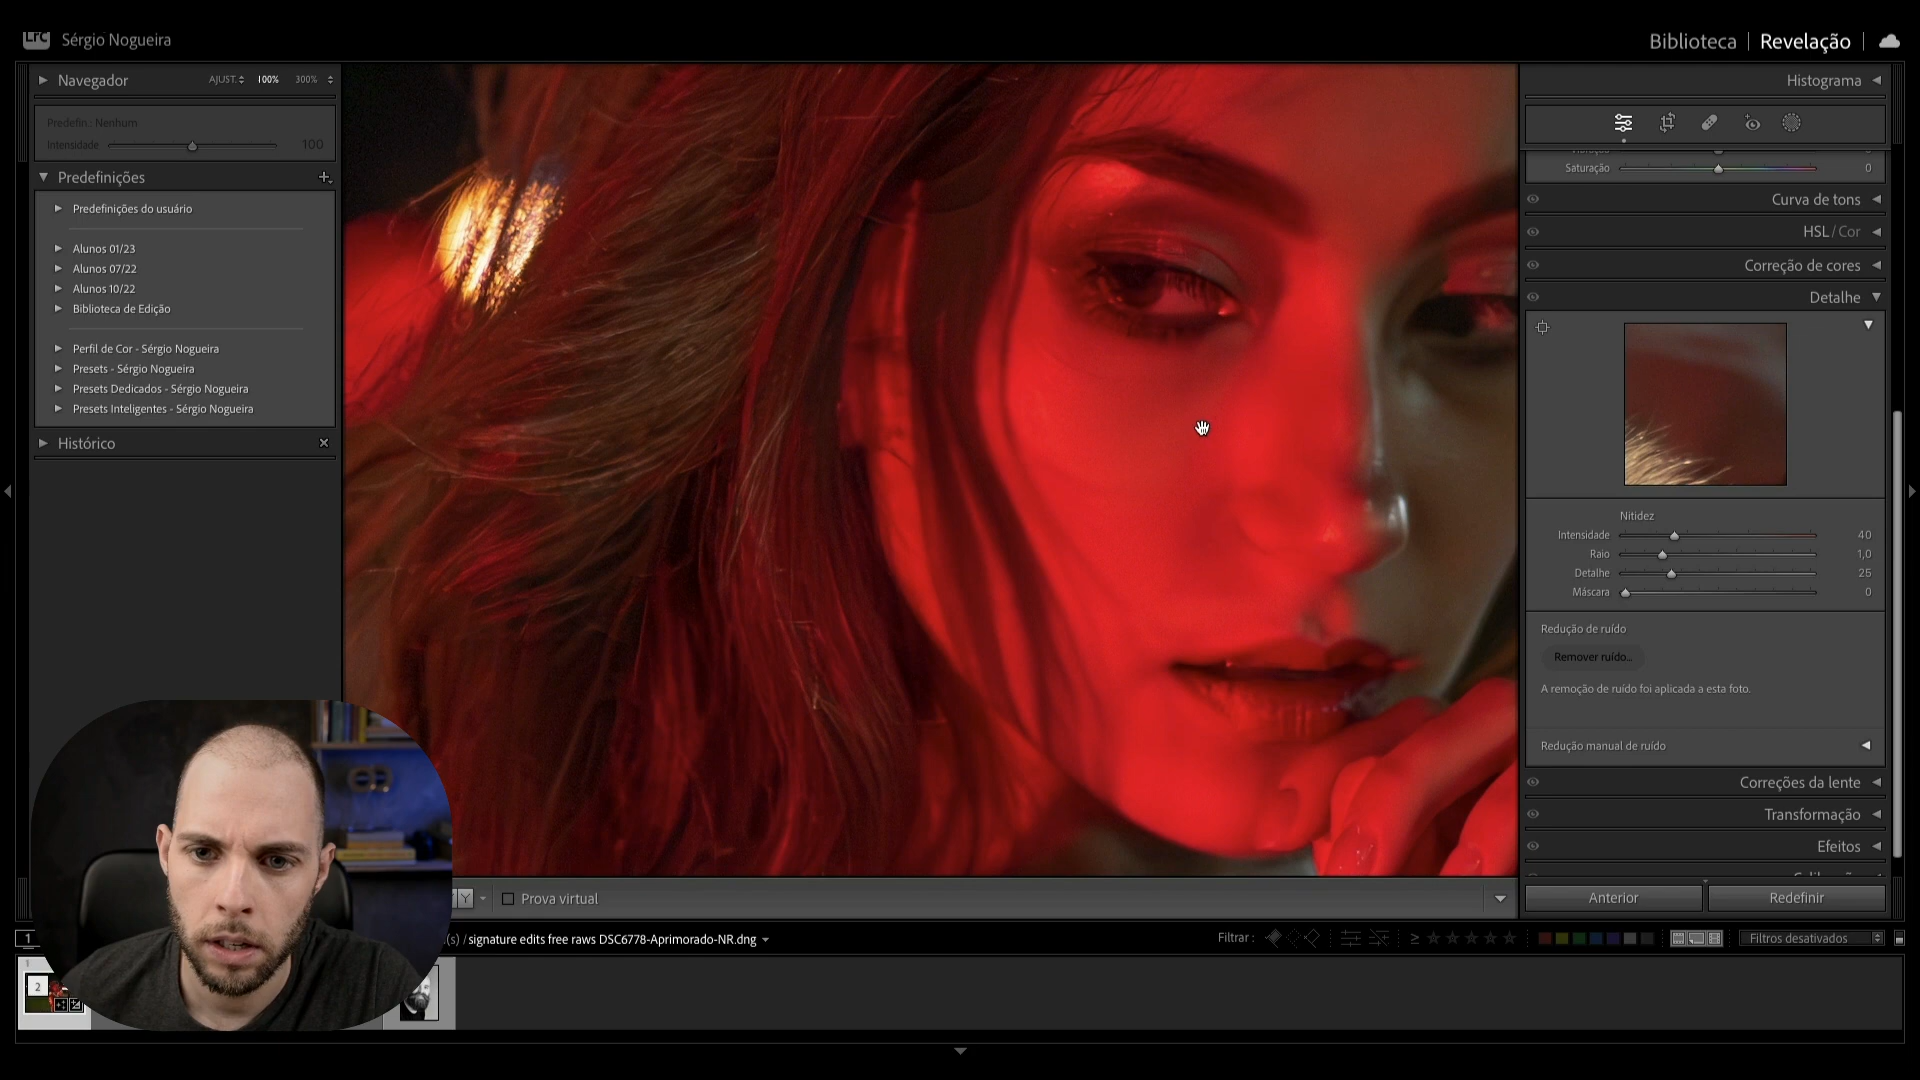 LrC Sérgio Nogueira
Biblioteca | Revelação
Navegador AJUST. 100% 300%
Predefin.: Nenhum
Intensidade 100
Predefinições
Predefinições do usuário
Alunos 01/23
Alunos 07/22
Alunos 10/22
Biblioteca de Edição
Perfil de Cor - Sérgio Nogueira
Presets - Sérgio Nogueira
Presets Dedicados - Sérgio Nogueira
Presets Inteligentes - Sérgio Nogueira
Histórico
Histograma
Saturação 0
Curva de tons
HSL / Cor
Correção de cores
Detalhe
Nitidez
Intensidade 40
Raio 1,0
Detalhe 25
Máscara 0
Redução de ruído
Remover ruído...
A remoção de ruído foi aplicada a esta foto.
Redução manual de ruído
Correções da lente
Transformação
Efeitos
Anterior Redefinir
Y Prova virtual
1
(s) / signature edits free raws DSC6778-Aprimorado-NR.dng
Filtrar : ≥ Filtros desativados
1
2